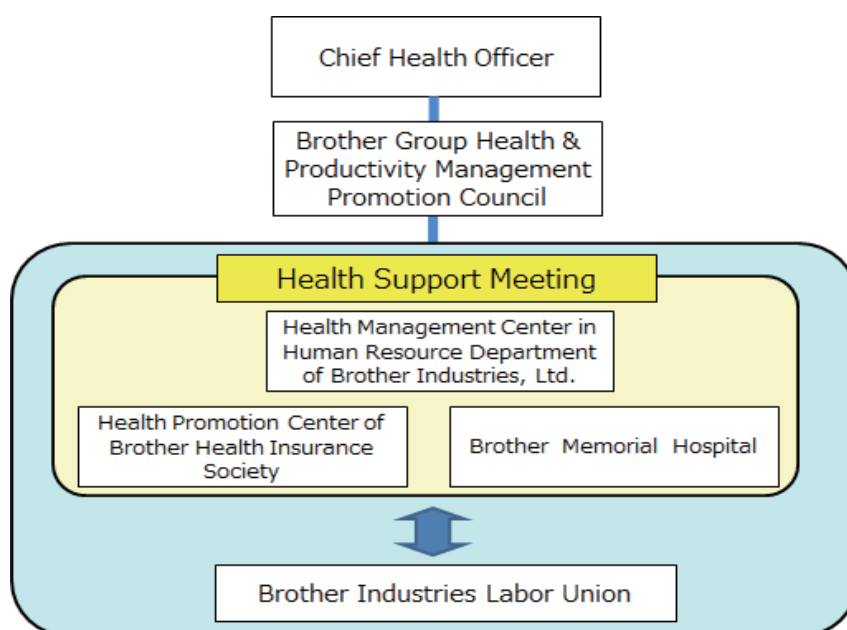 Chief Health Officer
Brother Group Health &
Productivity Management
Promotion Council
Health Support Meeting
Health Management Center in
Human Resource Department
of Brother Industries, Ltd.
Health Promotion Center of
Brother Health Insurance
Society
Brother Memorial Hospital
Brother Industries Labor Union